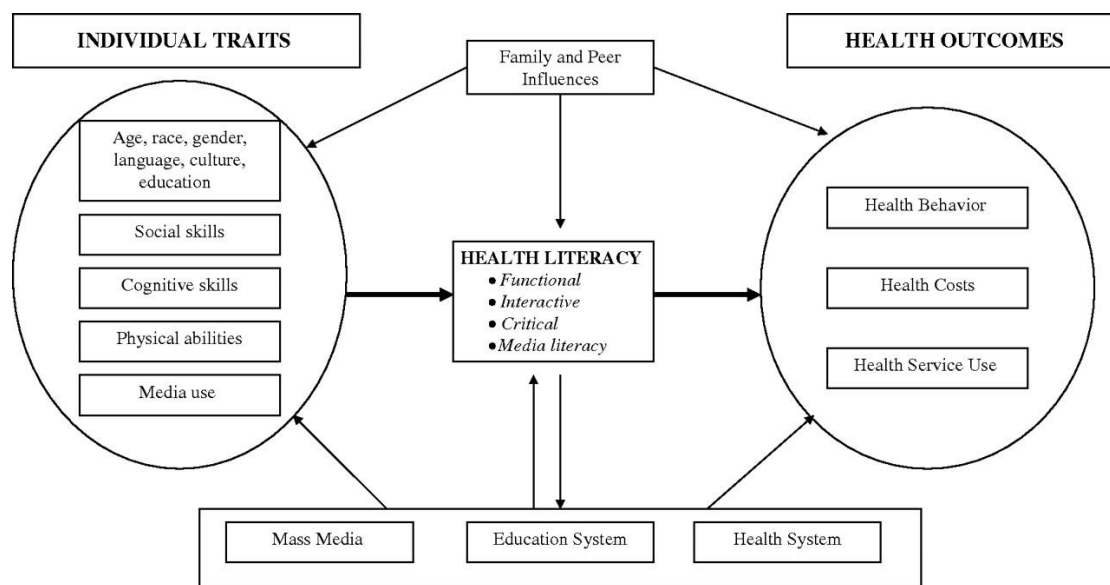 INDIVIDUAL TRAITS
Family and Peer
Influences
HEALTH OUTCOMES
Age, race, gender,
language, culture,
education
Social skills
Cognitive skills
Physical abilities
Media use
HEALTH LITERACY
• Functional
• Interactive
• Critical
• Media literacy
Health Behavior
Health Costs
Health Service Use
Mass Media
Education System
Health System